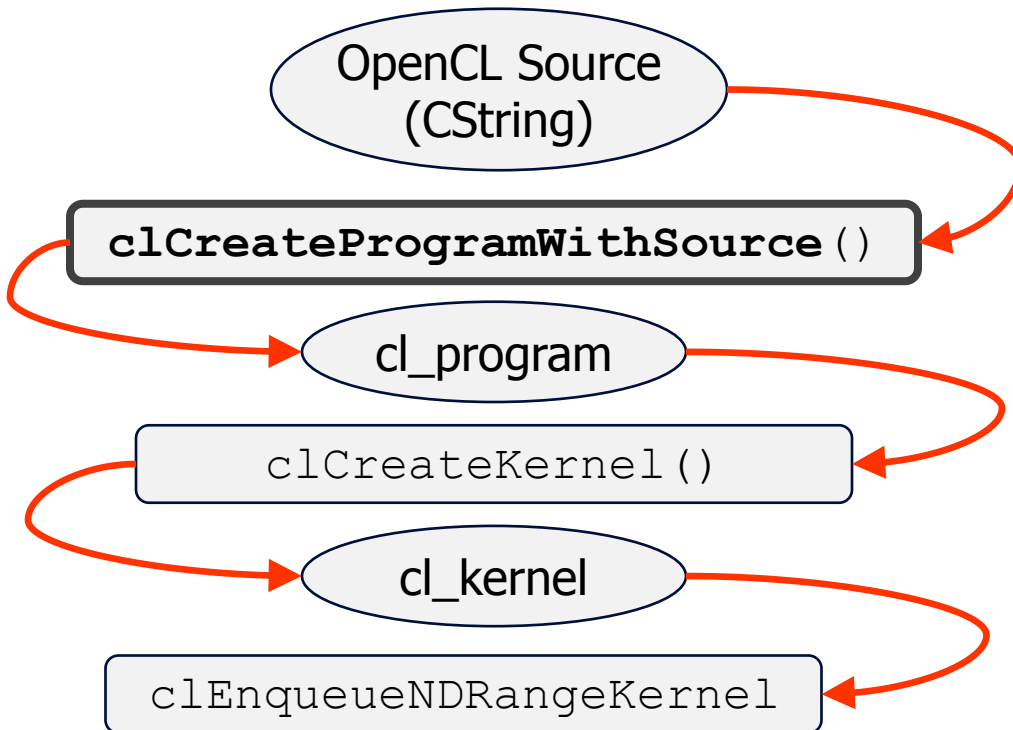 OpenCL Source
(CString)
clCreateProgramWithSource()
cl_program
clCreateKernel()
cl_kernel
clEnqueueNDRangeKernel